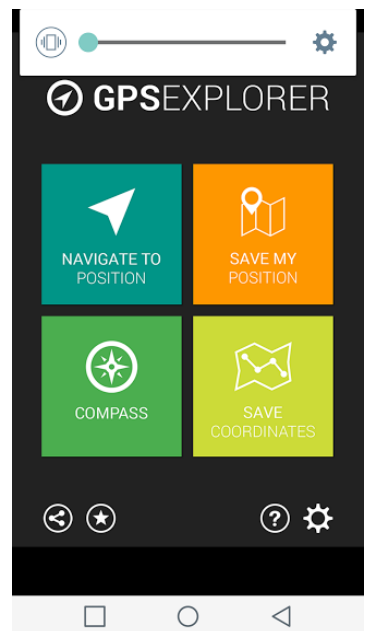 GPSEXPLORER
NAVIGATE TO
POSITION
SAVE MY
POSITION
COMPASS
SAVE
COORDINATES
?